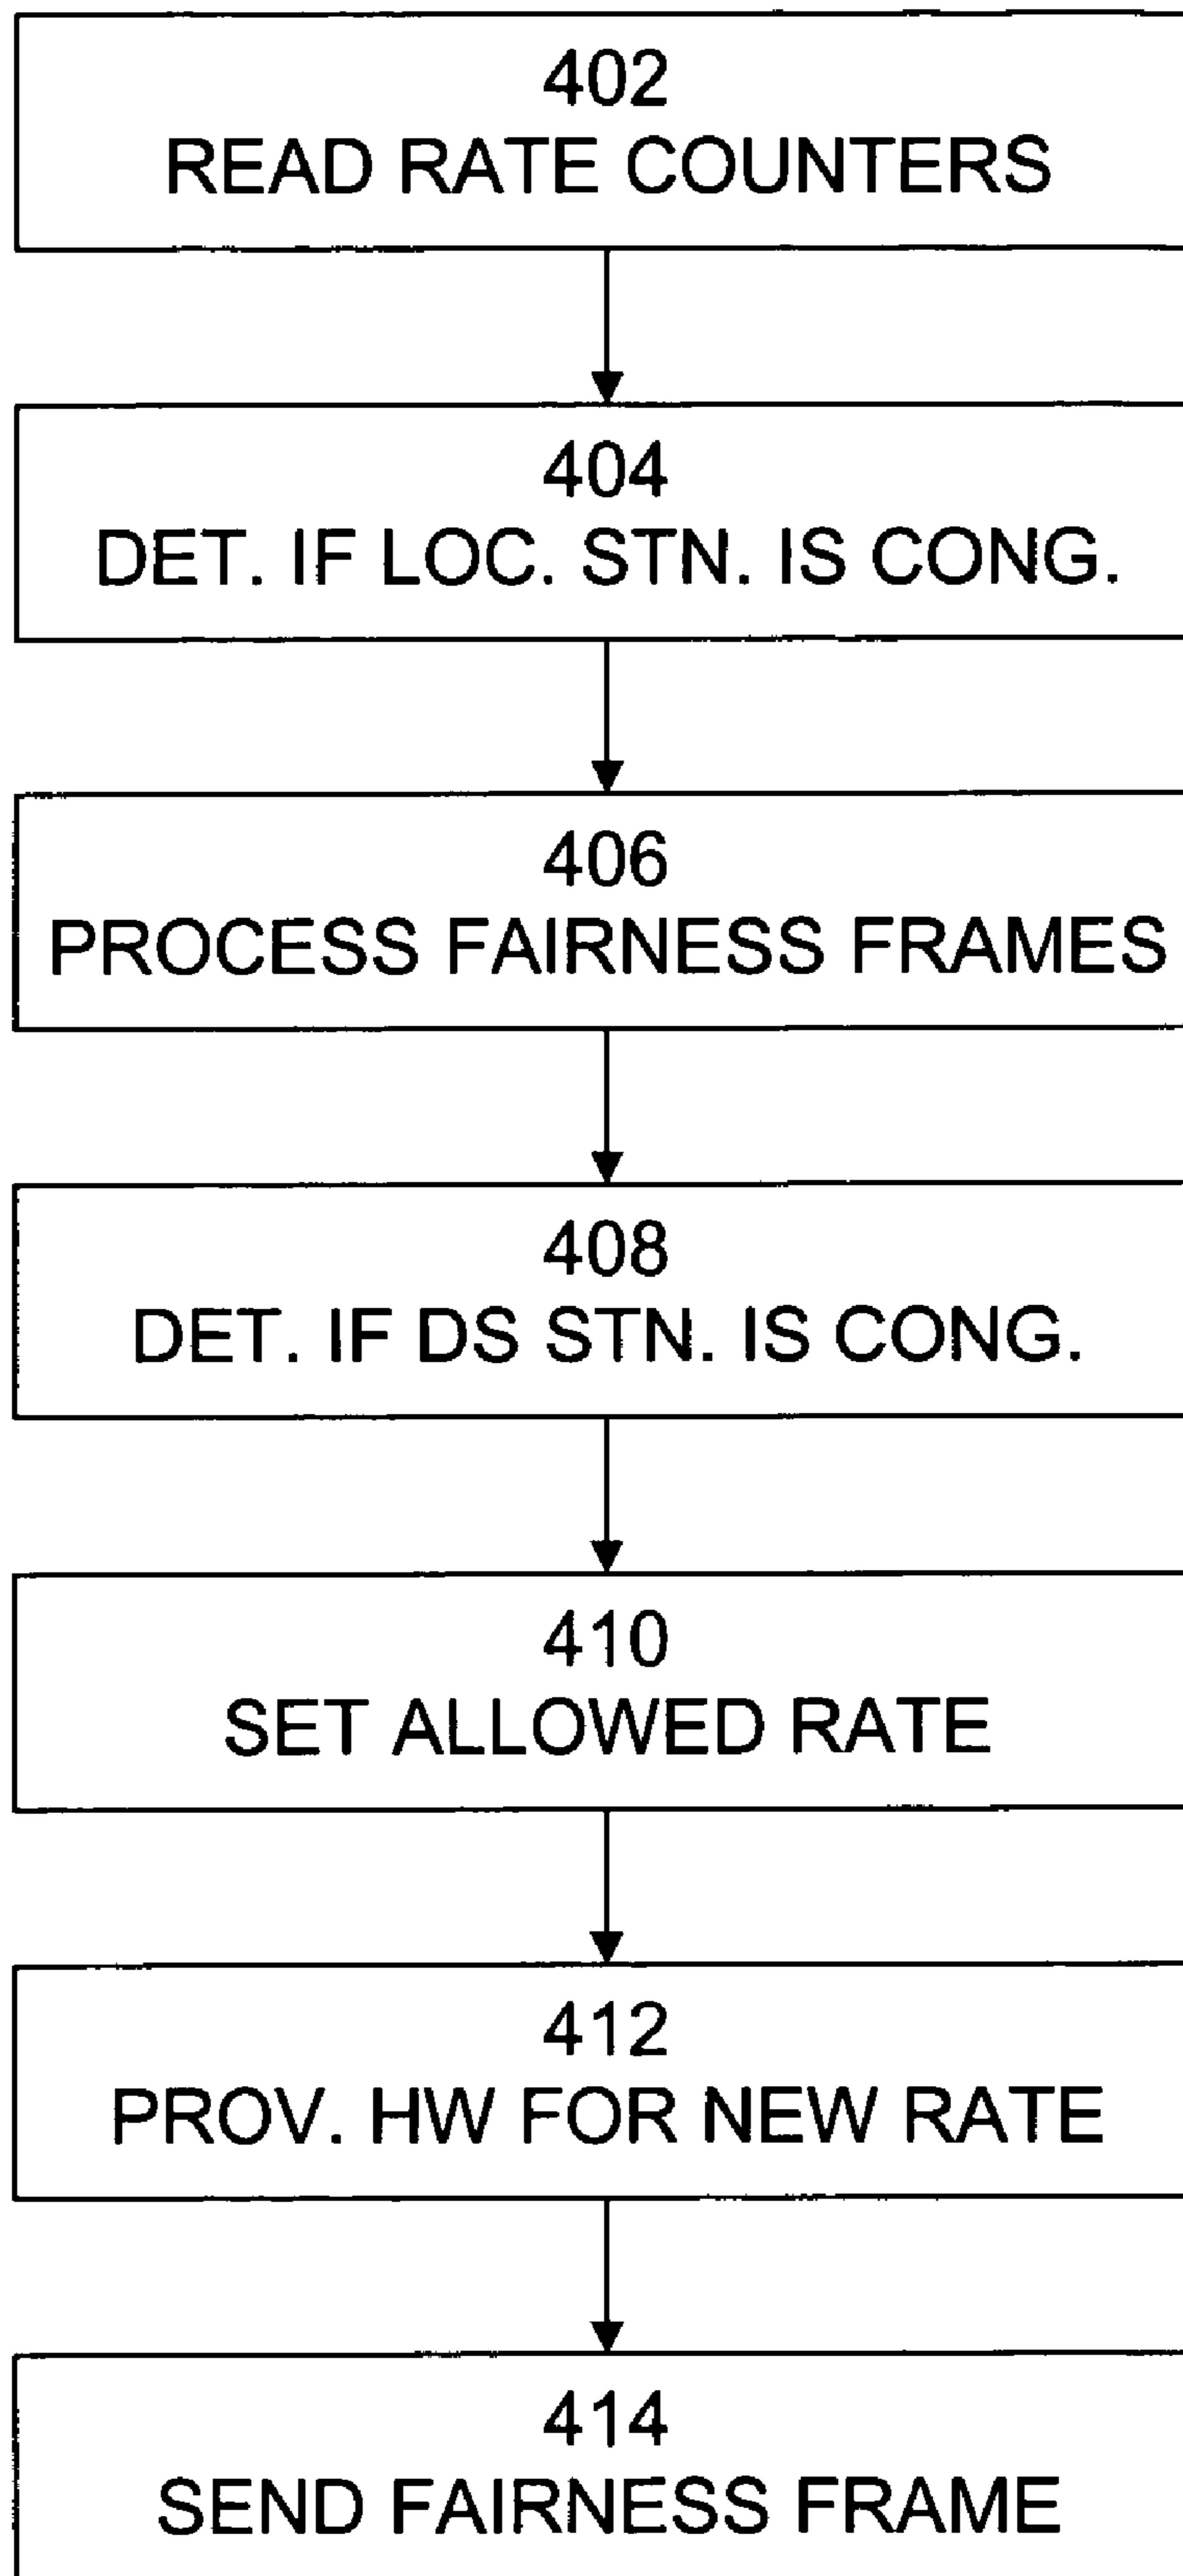 402
READ RATE COUNTERS
404
DET. IF LOC. STN. IS CONG.
406
PROCESS FAIRNESS FRAMES
408
DET. IF DS STN. IS CONG.
410
SET ALLOWED RATE
412
PROV. HW FOR NEW RATE
414
SEND FAIRNESS FRAME